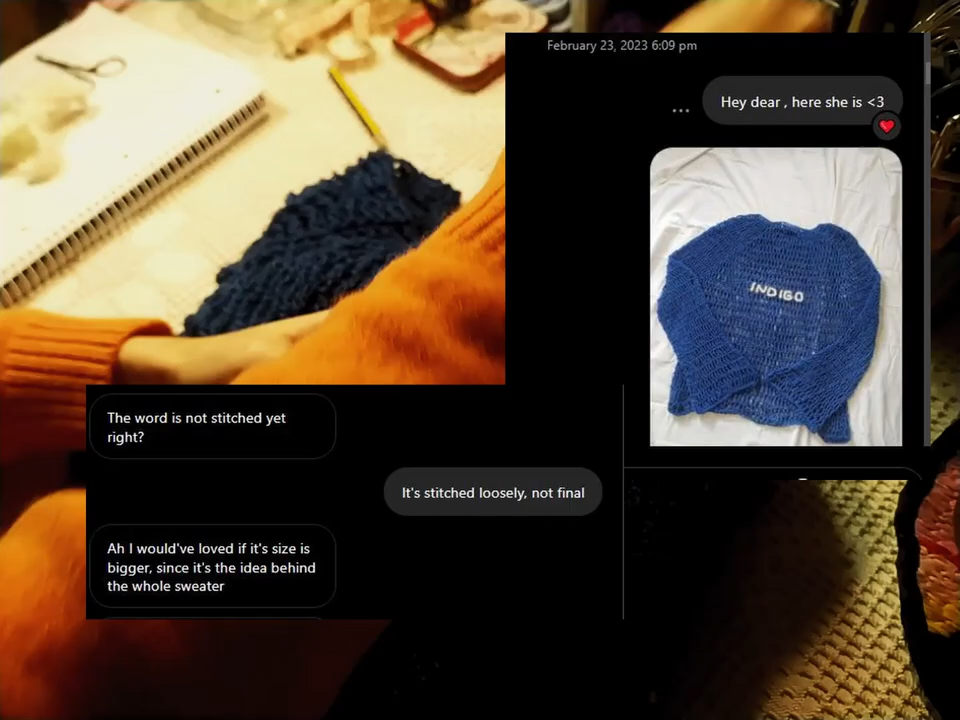 February 23, 2023 6:09 pm
Hey dear , here she is <3
INDIGO
The word is not stitched yet
right?
It's stitched loosely, not final
Ah I would've loved if it's size is
bigger, since it's the idea behind
the whole sweater